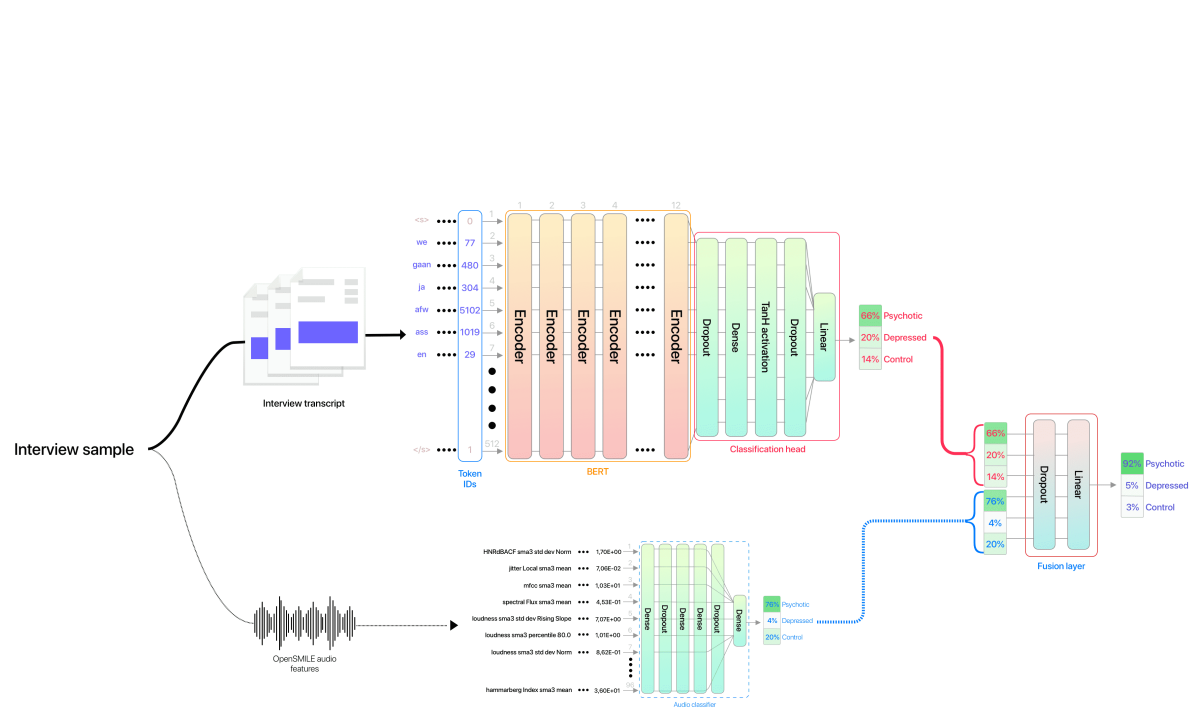 Interview sample
Interview transcript
OpenSMILE audio
features
<s> 0 1
we 77 2
gaan 480 3
ja 304 4
afw 5102 5
ass 1019 6
en 29 7
</s> 1 512
Token
IDs
1 2 3 4 12
Encoder
Encoder
Encoder
Encoder
Encoder
BERT
Dropout
Dense
TanH activation
Dropout
Linear
Classification head
66% Psychotic
20% Depressed
14% Control
HNRdBACF sma3 std dev Norm 1,70E+00
jitter Local sma3 mean 7,06E-02
mfcc sma3 mean 1,03E+01
spectral Flux sma3 mean 4,53E-01
loudness sma3 std dev Rising Slope 7,07E+00
loudness sma3 percentile 80.0 1,01E+00
loudness sma3 std dev Norm 8,62E-01
hammarberg Index sma3 mean 3,60E+01
Dense
Dropout
Dense
Dense
Dropout
Dense
Audio classifier
76% Psychotic
4% Depressed
20% Control
66%
20%
14%
76%
4%
20%
Dropout
Linear
Fusion layer
92% Psychotic
5% Depressed
3% Control